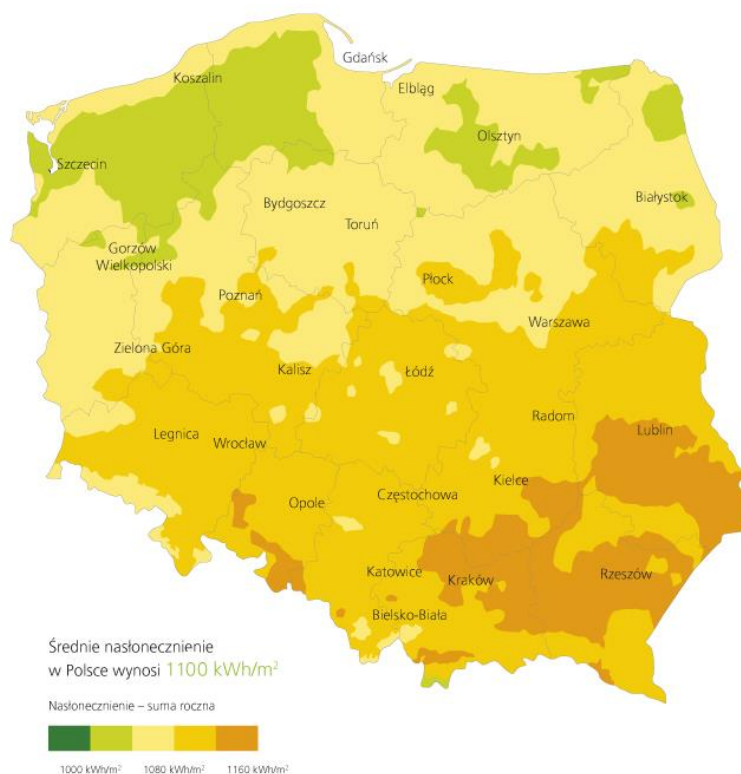 Gdańsk
Koszalin
Elbląg
Olsztyn
Szczecin
Białystok
Bydgoszcz
Toruń
Gorzów
Wielkopolski
Płock
Poznań
Warszawa
Zielona Góra
Kalisz
Łódź
Radom
Legnica
Wrocław
Lublin
Kielce
Opole
Częstochowa
Katowice
Kraków
Rzeszów
Bielsko-Biała
Średnie nasłonecznienie
w Polsce wynosi 1100 kWh/m²
Nasłonecznienie – suma roczna
1000 kWh/m² 1080 kWh/m² 1160 kWh/m²